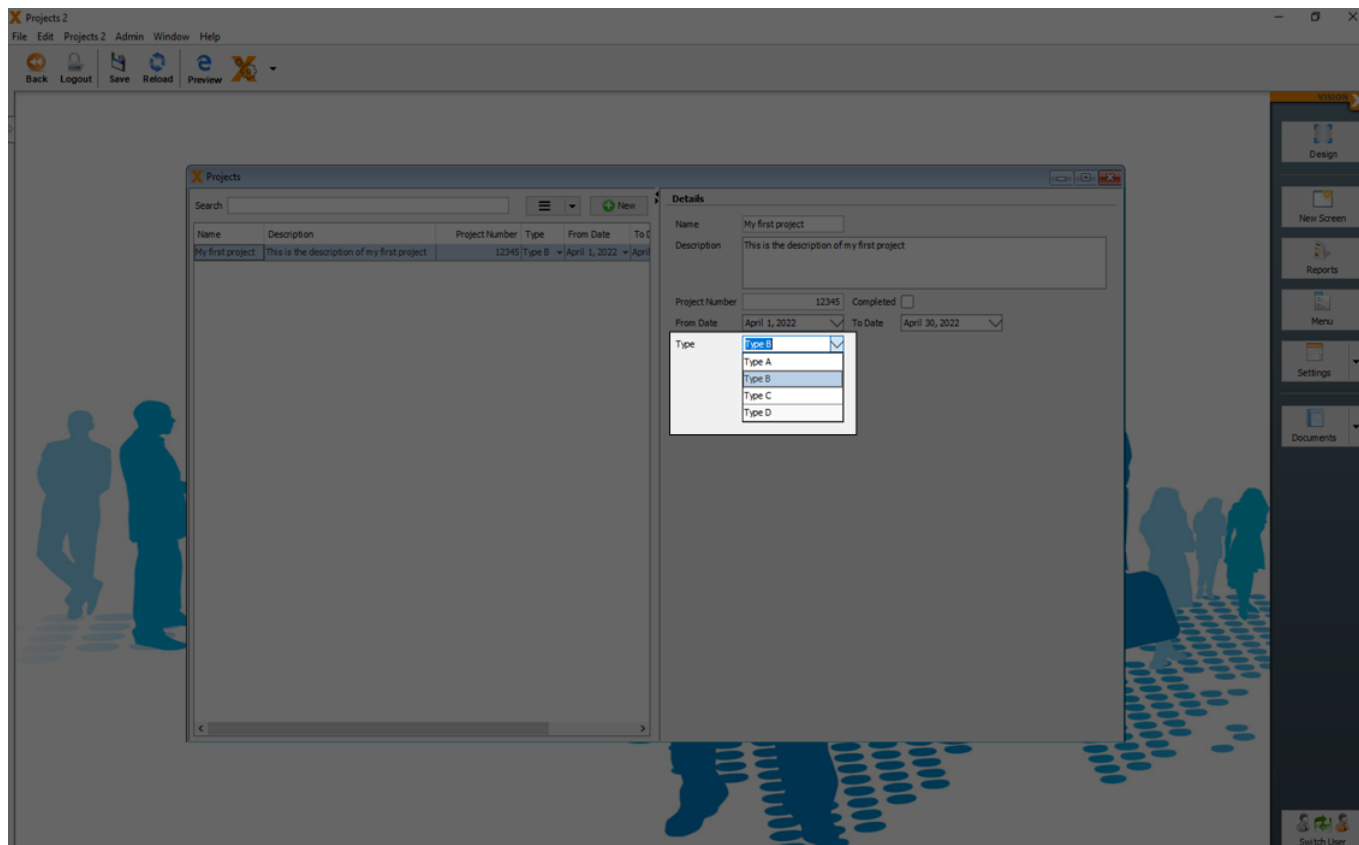 Projects 2
File Edit Projects 2 Admin Window Help
Back Logout Save Reload Preview
VISION
Design
New Screen
Reports
Menu
Settings
Documents
Switch User
Projects
Search New
Name Description Project Number Type From Date To D
My first project This is the description of my first project 12345 Type B April 1, 2022 April
Details
Name My first project
Description This is the description of my first project
Project Number 12345 Completed
From Date April 1, 2022 To Date April 30, 2022
Type Type B
Type A
Type B
Type C
Type D